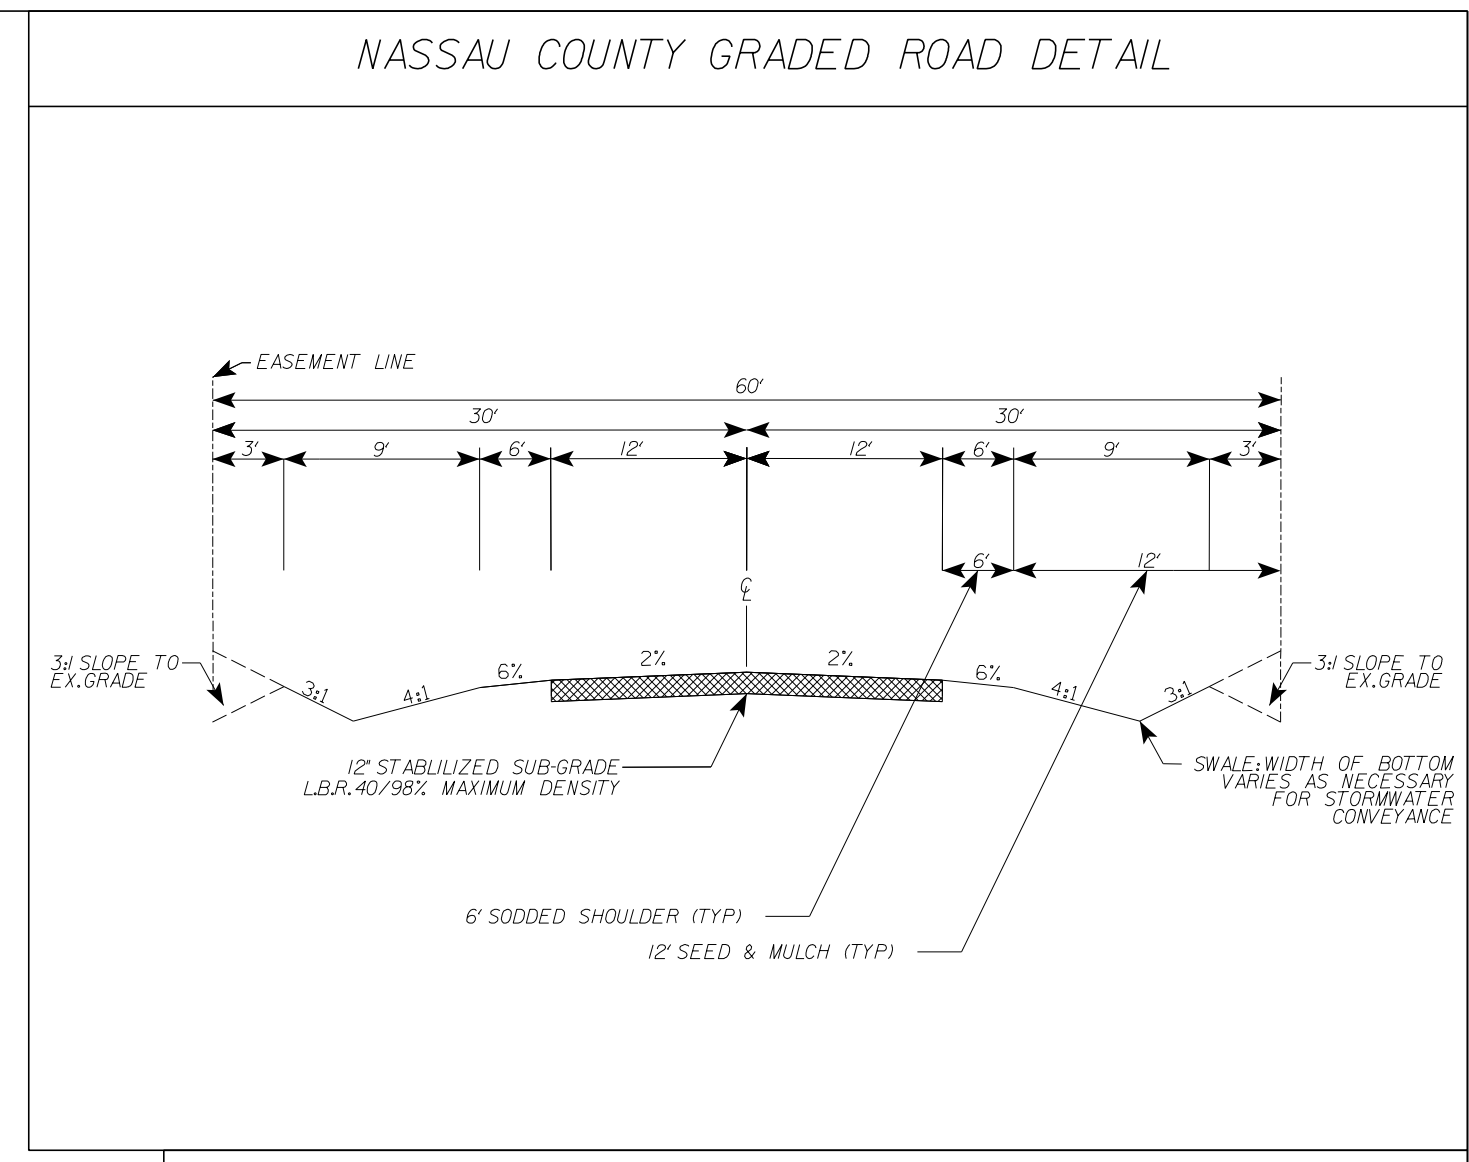 NASSAU COUNTY GRADED ROAD DETAIL
EASEMENT LINE
60'
30' 30'
3' 9' 6' 12' 12' 6' 9' 3'
6' 12'
℄
3:1 SLOPE TO
EX.GRADE
3:1 4:1 6% 2% 2% 6% 4:1 3:1
3:1 SLOPE TO
EX.GRADE
12" STABLILIZED SUB-GRADE
L.B.R.40/98% MAXIMUM DENSITY
SWALE:WIDTH OF BOTTOM
VARIES AS NECESSARY
FOR STORMWATER
CONVEYANCE
6' SODDED SHOULDER (TYP)
12' SEED & MULCH (TYP)